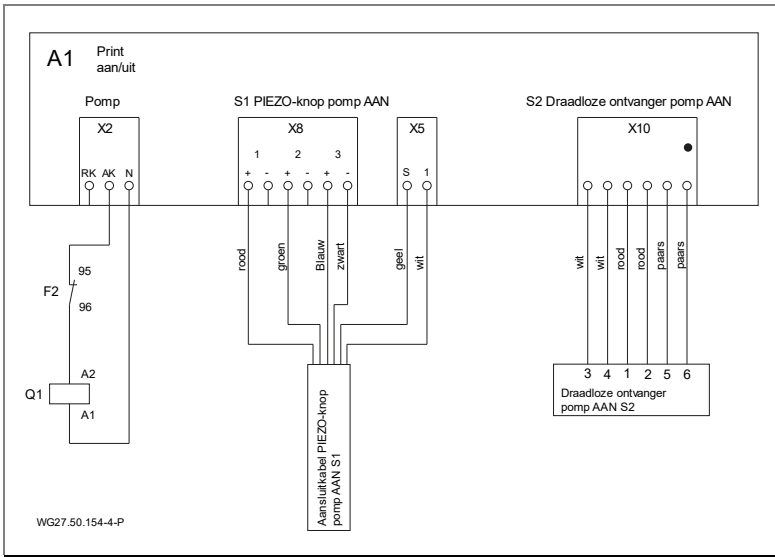 A1 Print
aan/uit
Pomp
S1 PIEZO-knop pomp AAN
S2 Draadloze ontvanger pomp AAN
X2
X8
X5
X10
1 2 3
RK AK N
+ - + - + -
S 1
rood
groen
Blauw
zwart
geel
wit
wit
wit
rood
rood
paars
paars
95
F2
96
A2
Q1
A1
3 4 1 2 5 6
Draadloze ontvanger
pomp AAN S2
Aansluitkabel PIEZO-knop
pomp AAN S1
WG27.50.154-4-P